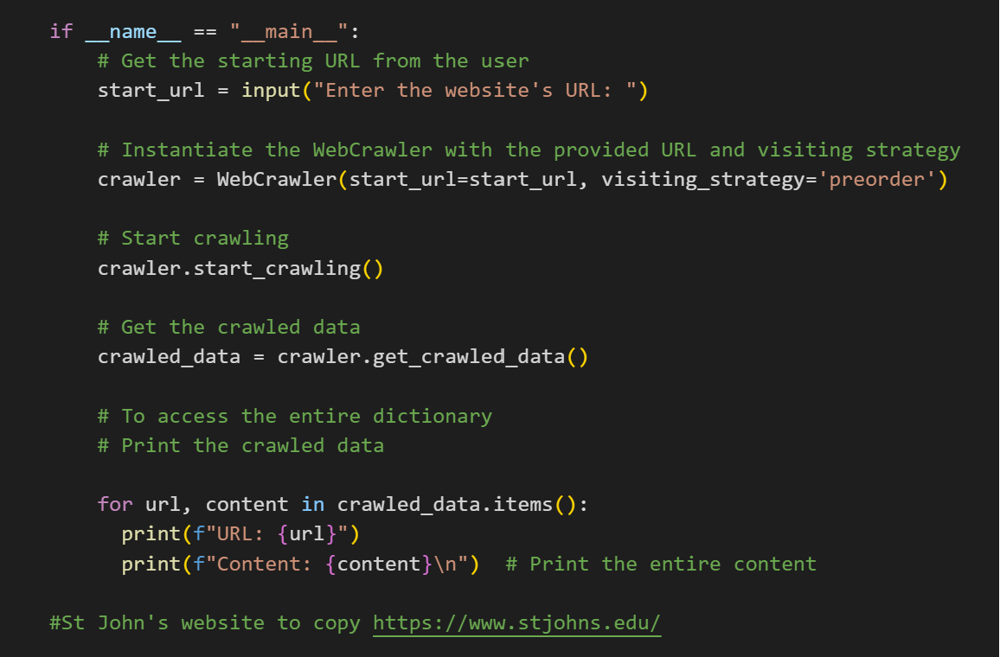 if __name__ == "__main__":
    # Get the starting URL from the user
    start_url = input("Enter the website's URL: ")

    # Instantiate the WebCrawler with the provided URL and visiting strategy
    crawler = WebCrawler(start_url=start_url, visiting_strategy='preorder')

    # Start crawling
    crawler.start_crawling()

    # Get the crawled data
    crawled_data = crawler.get_crawled_data()

    # To access the entire dictionary
    # Print the crawled data

    for url, content in crawled_data.items():
      print(f"URL: {url}")
      print(f"Content: {content}\n")  # Print the entire content

#St John's website to copy https://www.stjohns.edu/